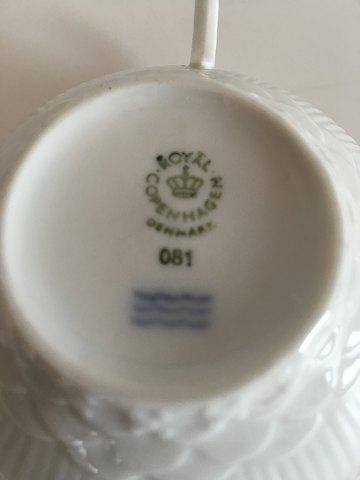 ROYAL
COPENHAGEN
DENMARK
081